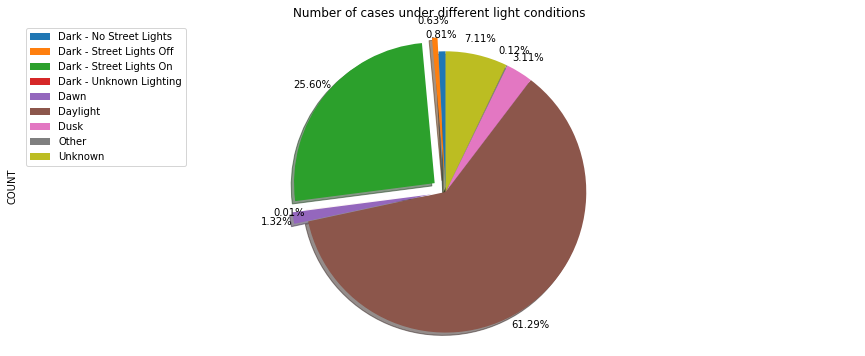 Number of cases under different light conditions
Dark - No Street Lights
Dark - Street Lights Off
Dark - Street Lights On
Dark - Unknown Lighting
Dawn
Daylight
Dusk
Other
Unknown
COUNT
0.63%
0.81%
7.11%
0.12%
3.11%
25.60%
0.01%
1.32%
61.29%